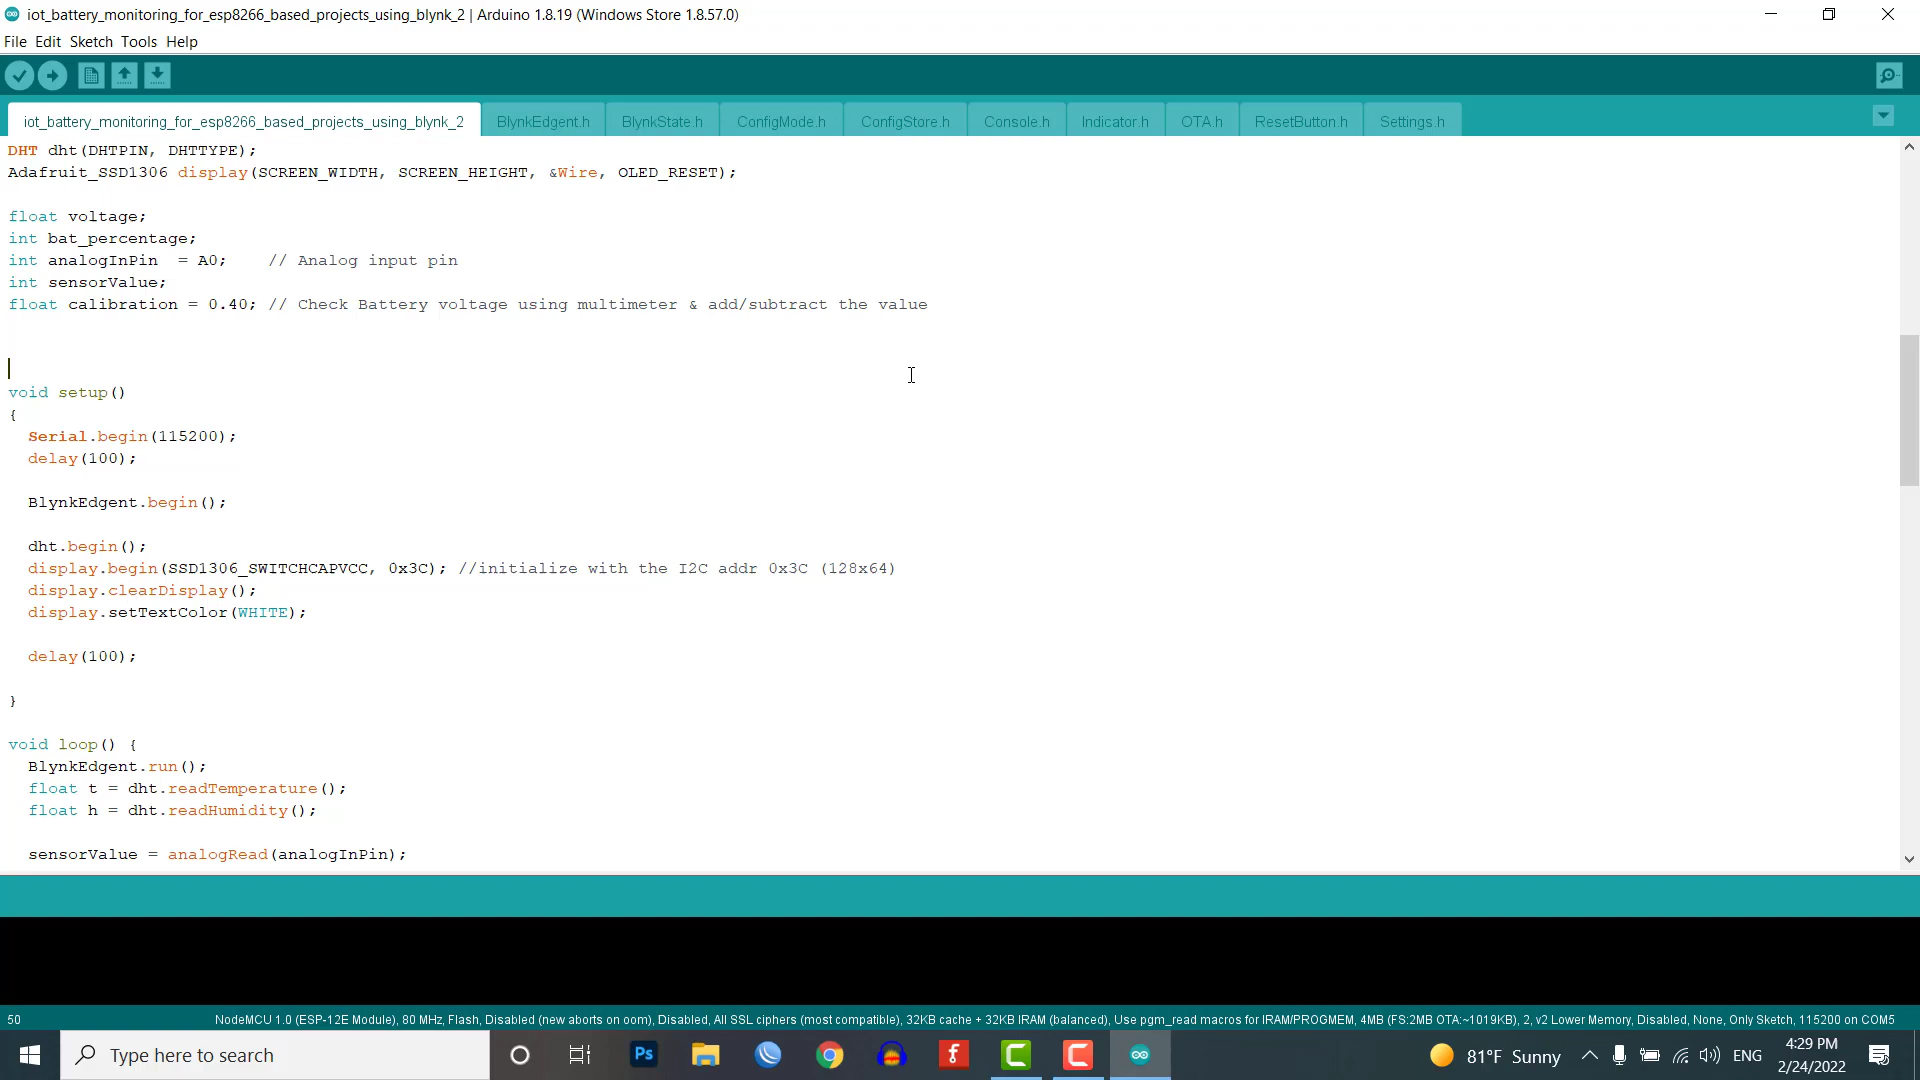 iot_battery_monitoring_for_esp8266_based_projects_using_blynk_2 | Arduino 1.8.19 (Windows Store 1.8.57.0)
File Edit Sketch Tools Help
iot_battery_monitoring_for_esp8266_based_projects_using_blynk_2 BlynkEdgent.h BlynkState.h ConfigMode.h ConfigStore.h Console.h Indicator.h OTA.h ResetButton.h Settings.h
DHT dht(DHTPIN, DHTTYPE);
Adafruit_SSD1306 display(SCREEN_WIDTH, SCREEN_HEIGHT, &Wire, OLED_RESET);
float voltage;
int bat_percentage;
int analogInPin  = A0;    // Analog input pin
int sensorValue;
float calibration = 0.40; // Check Battery voltage using multimeter & add/subtract the value
void setup()
{
Serial.begin(115200);
delay(100);
BlynkEdgent.begin();
dht.begin();
display.begin(SSD1306_SWITCHCAPVCC, 0x3C); //initialize with the I2C addr 0x3C (128x64)
display.clearDisplay();
display.setTextColor(WHITE);
delay(100);
}
void loop() {
BlynkEdgent.run();
float t = dht.readTemperature();
float h = dht.readHumidity();
sensorValue = analogRead(analogInPin);
50 NodeMCU 1.0 (ESP-12E Module), 80 MHz, Flash, Disabled (new aborts on oom), Disabled, All SSL ciphers (most compatible), 32KB cache + 32KB IRAM (balanced), Use pgm_read macros for IRAM/PROGMEM, 4MB (FS:2MB OTA:~1019KB), 2, v2 Lower Memory, Disabled, None, Only Sketch, 115200 on COM5
Type here to search Ps 81°F Sunny ENG 4:29 PM
2/24/2022